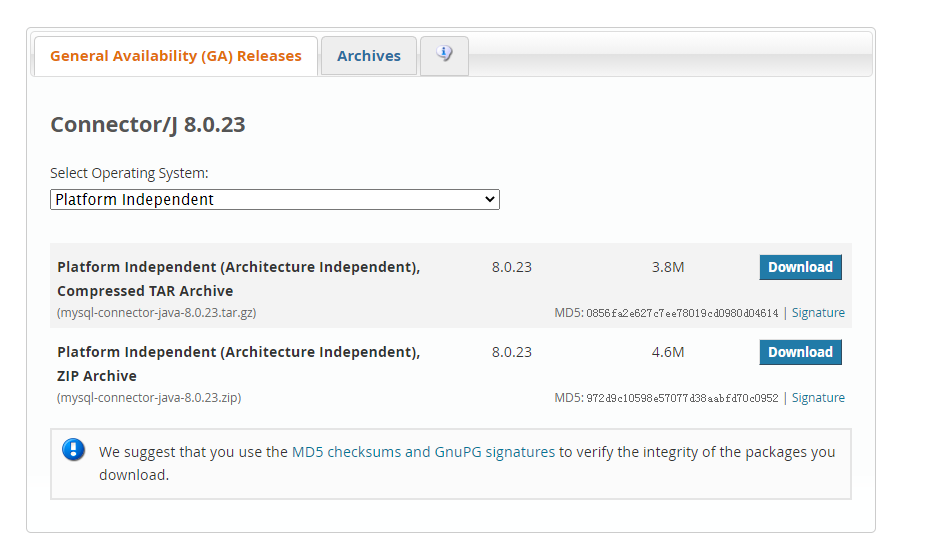 General Availability (GA) Releases
Archives
Connector/J 8.0.23
Select Operating System:
Platform Independent
Platform Independent (Architecture Independent), 8.0.23 3.8M Download
Compressed TAR Archive
(mysql-connector-java-8.0.23.tar.gz) MD5: 0856fa2e627c7ee78019cd0980d04614 | Signature
Platform Independent (Architecture Independent), 8.0.23 4.6M Download
ZIP Archive
(mysql-connector-java-8.0.23.zip) MD5: 972d9c10598e57077d38aabfd70c0952 | Signature
We suggest that you use the MD5 checksums and GnuPG signatures to verify the integrity of the packages you
download.